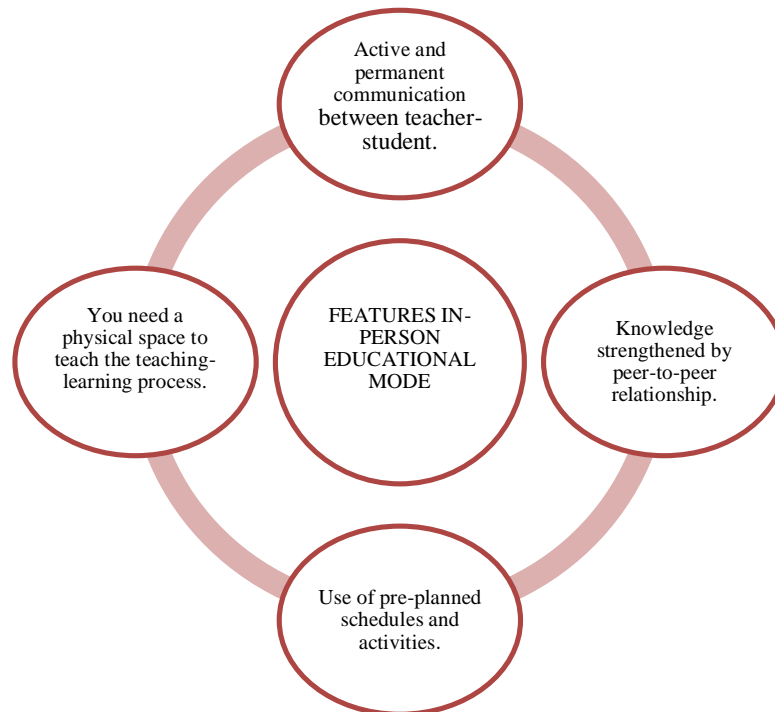 Active and
permanent
communication
between teacher-
student.
You need a
physical space to
teach the teaching-
learning process.
FEATURES IN-
PERSON
EDUCATIONAL
MODE
Knowledge
strengthened by
peer-to-peer
relationship.
Use of pre-planned
schedules and
activities.